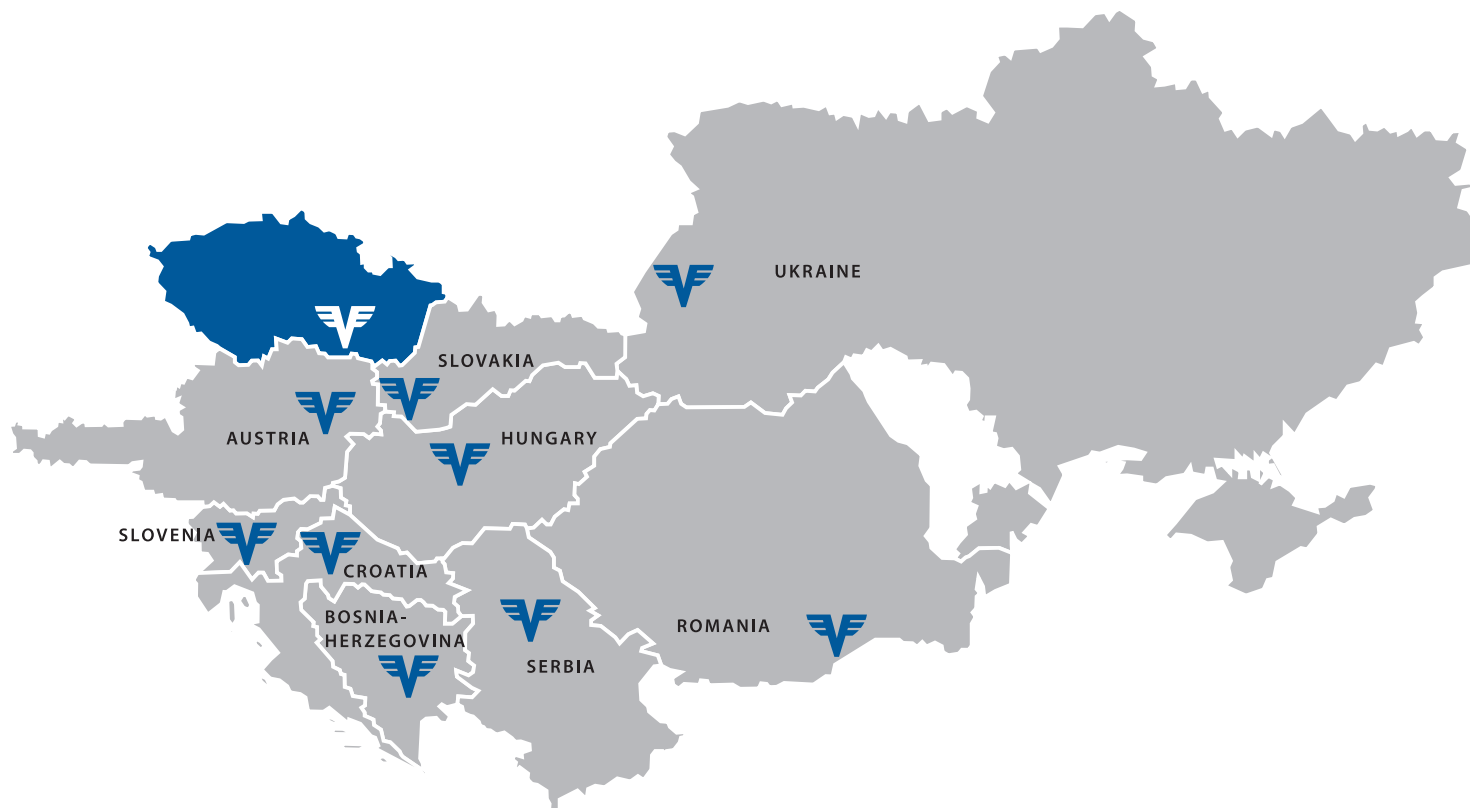 UKRAINE
SLOVAKIA
AUSTRIA
HUNGARY
SLOVENIA
CROATIA
BOSNIA-
HERZEGOVINA
ROMANIA
SERBIA